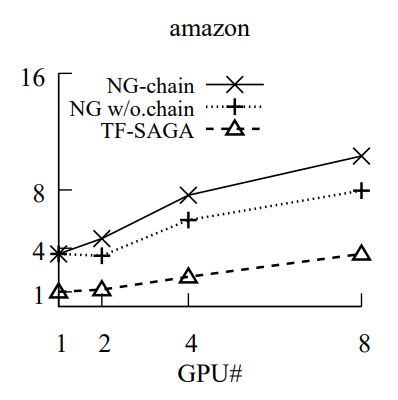 amazon
16
NG-chain
NG w/o.chain
TF-SAGA
8
4
1
1 2 4 8
GPU#